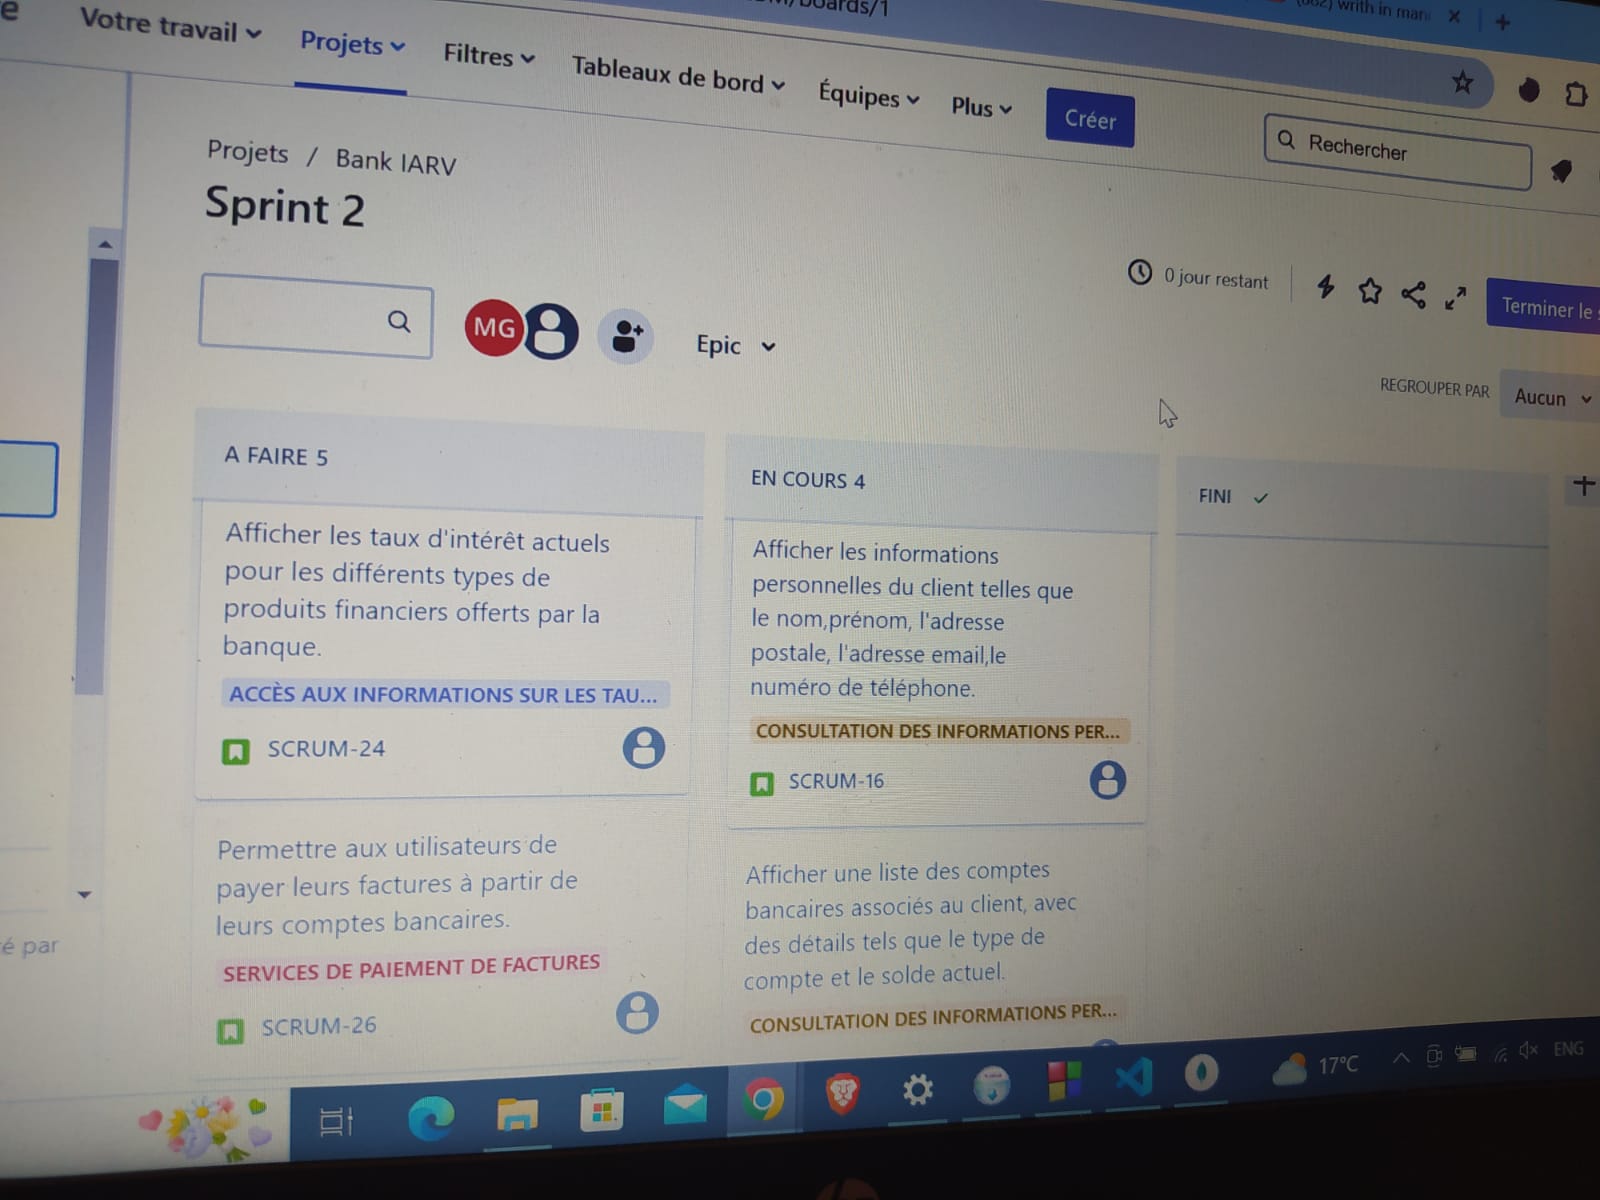 boards/1
writh in
Votre travail
Projets
Filtres
Tableaux de bord
Équipes
Plus
Créer
Rechercher
Projets / Bank IARV
Sprint 2
0 jour restant
Terminer le
MG
Epic
REGROUPER PAR
Aucun
A FAIRE 5
Afficher les taux d'intérêt actuels
pour les différents types de
produits financiers offerts par la
banque.
ACCÈS AUX INFORMATIONS SUR LES TAU...
SCRUM-24
Permettre aux utilisateurs de
payer leurs factures à partir de
leurs comptes bancaires.
SERVICES DE PAIEMENT DE FACTURES
SCRUM-26
EN COURS 4
Afficher les informations
personnelles du client telles que
le nom,prénom, l'adresse
postale, l'adresse email,le
numéro de téléphone.
CONSULTATION DES INFORMATIONS PER...
SCRUM-16
Afficher une liste des comptes
bancaires associés au client, avec
des détails tels que le type de
compte et le solde actuel.
CONSULTATION DES INFORMATIONS PER...
FINI
é par
17°C
ENG